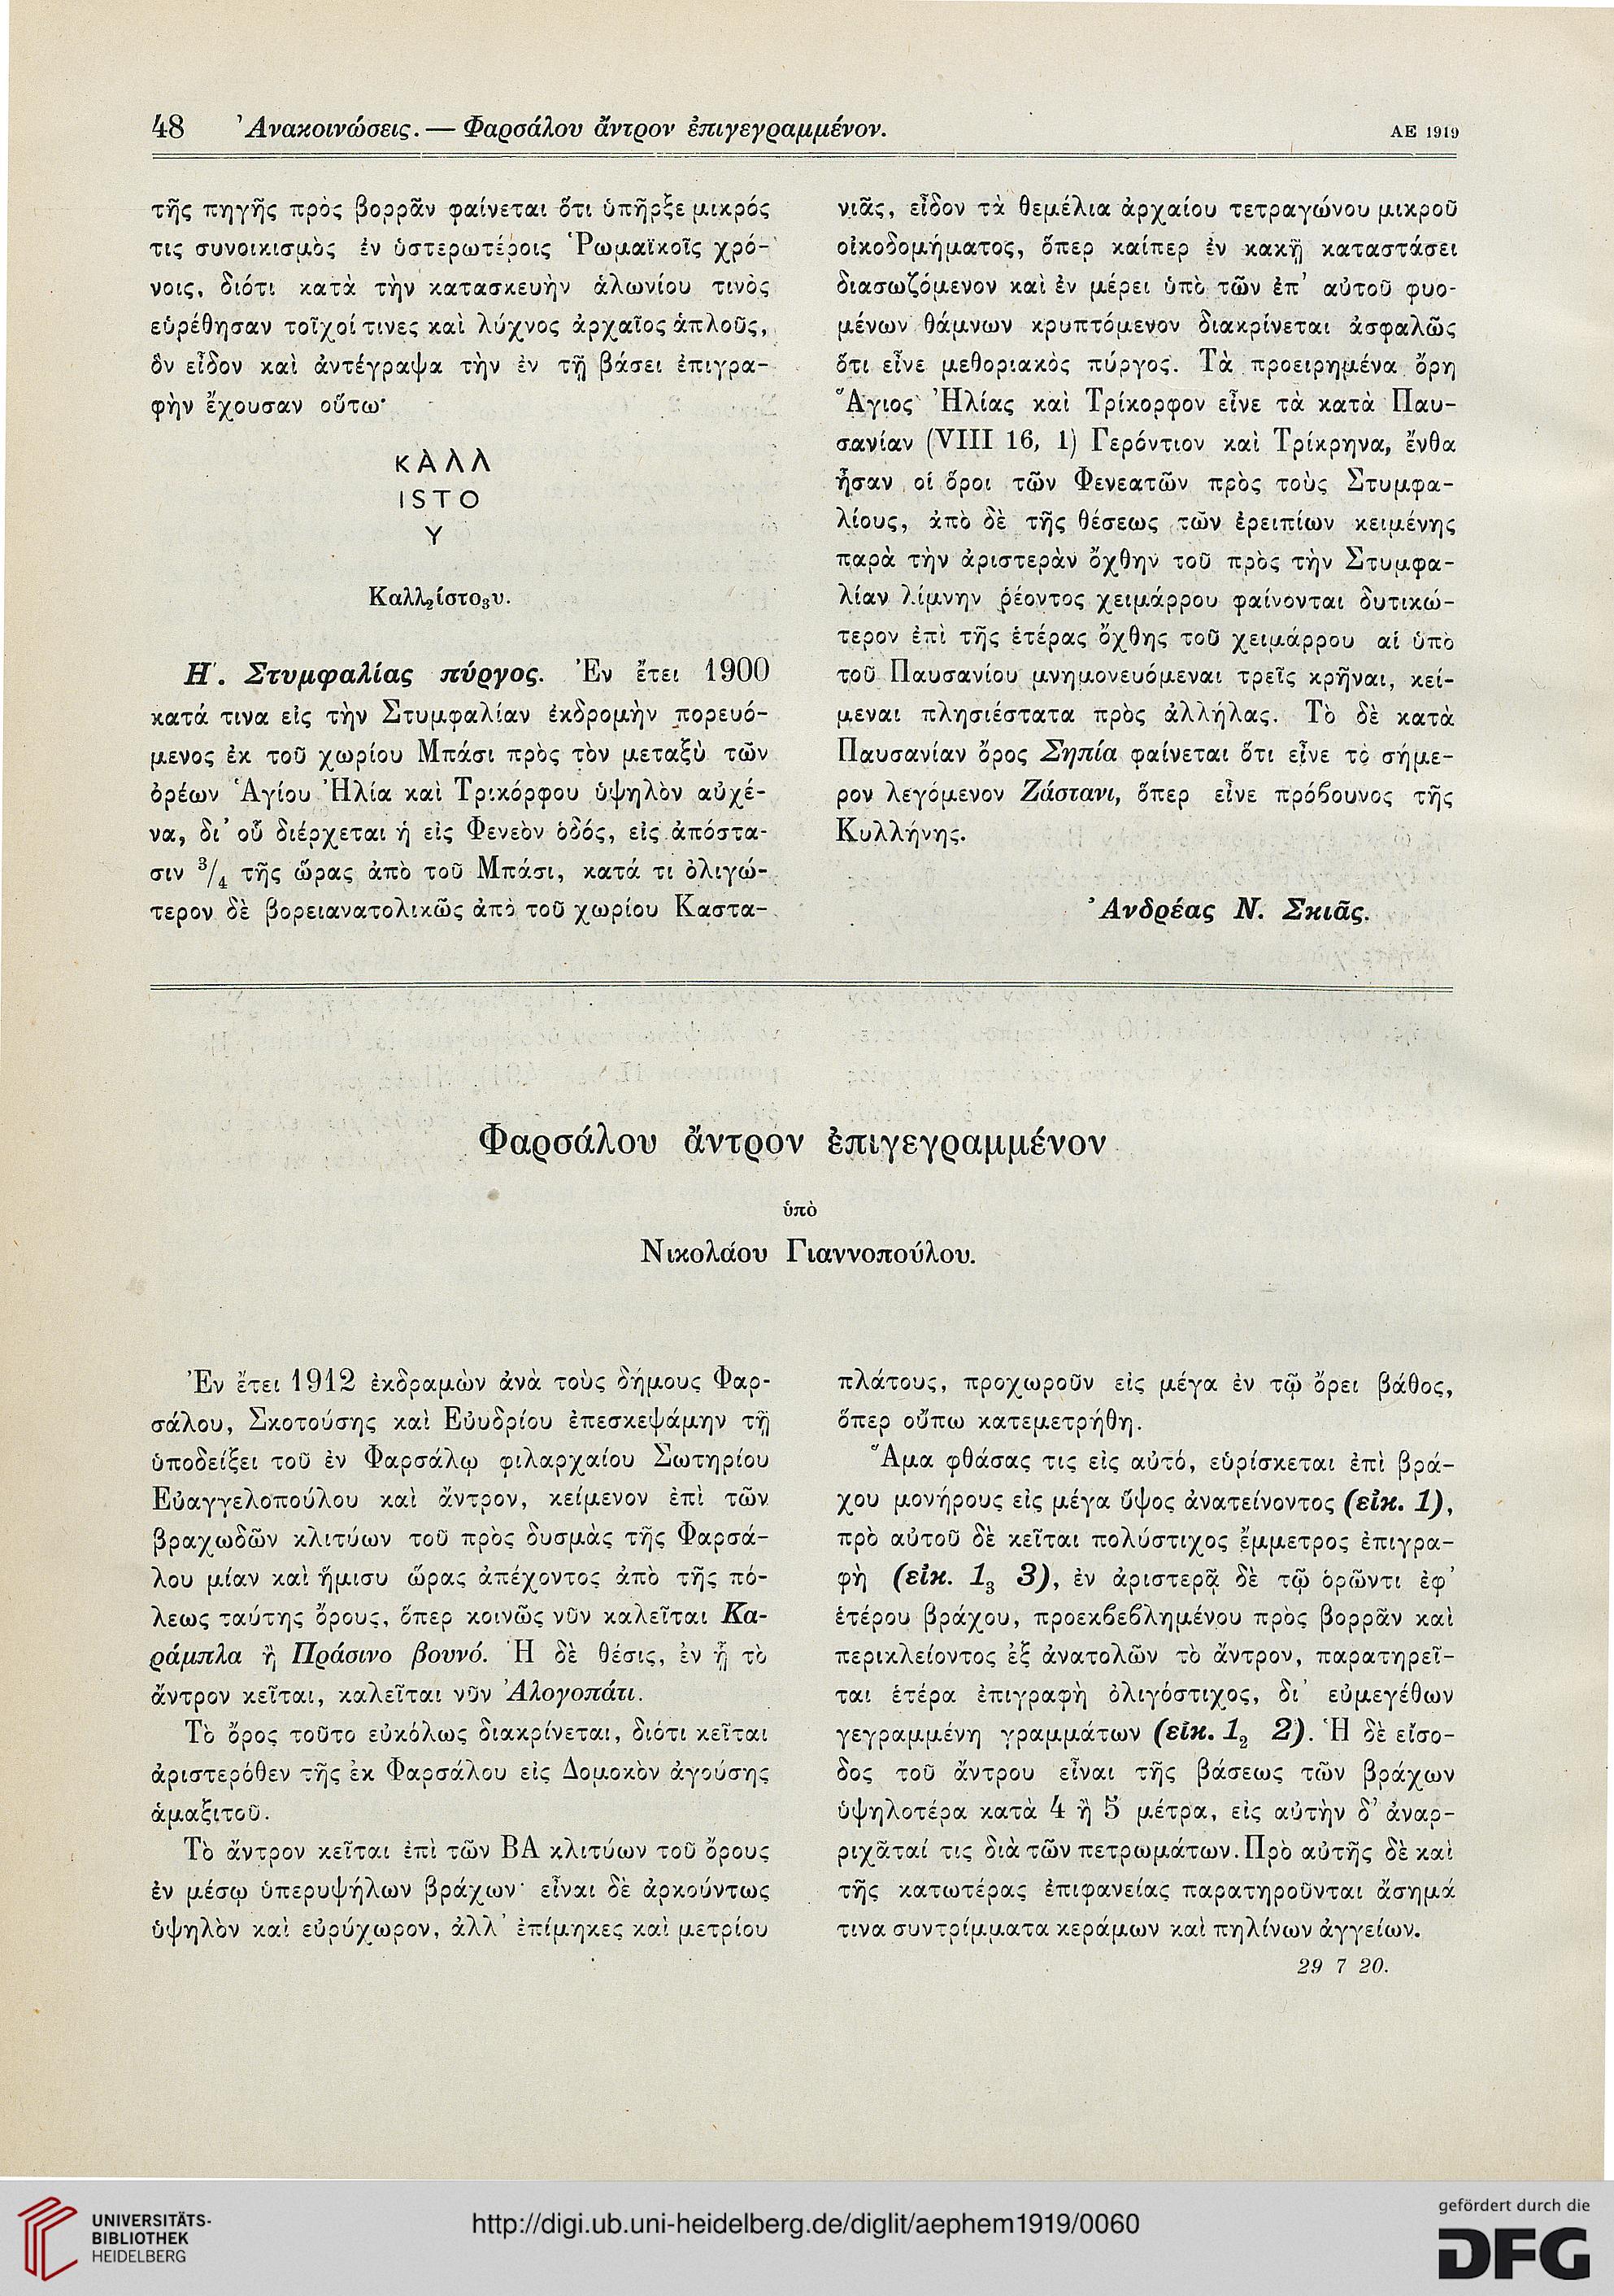 48 Ἀνακοινώσεις. — Φαρσάλου ἄντρον ἐπιγεγραμμένον. ΑΕ 1919
τῆς πηγῆς πρὸς βορρᾶν φαίνεται ὅτι ὑπῆρξε μικρός
τις συνοικισμὸς ἐν ὑστερωτέροις Ῥωμαϊκοῖς χρό-
νοις, διότι κατὰ τὴν κατασκευὴν ἁλωνίου τινὸς
εὑρέθησαν τοῖχοί τινες καὶ λύχνος ἀρχαῖος ἁπλοῦς,
ὃν εἶδον καὶ ἀντέγραψα τὴν ἐν τῇ βάσει ἐπιγρα-
φὴν ἔχουσαν οὕτω·
ΚΑΛΛ
ISTO
Υ
Καλλ₂ίστο₃υ.
Η΄. Στυμφαλίας πύργος. Ἐν ἔτει 1900
κατά τινα εἰς τὴν Στυμφαλίαν ἐκδρομὴν πορευό-
μενος ἐκ τοῦ χωρίου Μπάσι πρὸς τὸν μεταξὺ τῶν
ὀρέων Ἁγίου Ἠλία καὶ Τρικόρφου ὑψηλὸν αὐχέ-
να, δι᾽ οὗ διέρχεται ἡ εἰς Φενεὸν ὁδός, εἰς ἀπόστα-
σιν 3/4 τῆς ὥρας ἀπὸ τοῦ Μπάσι, κατά τι ὀλιγώ-
τερον δὲ βορειανατολικῶς ἀπὸ τοῦ χωρίου Καστα-
νιᾶς, εἶδον τὰ θεμέλια ἀρχαίου τετραγώνου μικροῦ
οἰκοδομήματος, ὅπερ καίπερ ἐν κακῇ καταστάσει
διασωζόμενον καὶ ἐν μέρει ὑπὸ τῶν ἐπ᾽ αὐτοῦ φυο-
μένων θάμνων κρυπτόμενον διακρίνεται ἀσφαλῶς
ὅτι εἶνε μεθοριακὸς πύργος. Τὰ προειρημένα ὄρη
Ἅγιος Ἠλίας καὶ Τρίκορφον εἶνε τὰ κατὰ Παυ-
σανίαν (VIII 16, 1) Γερόντιον καὶ Τρίκρηνα, ἔνθα
ἦσαν οἱ ὅροι τῶν Φενεατῶν πρὸς τοὺς Στυμφα-
λίους, ἀπὸ δὲ τῆς θέσεως τῶν ἐρειπίων κειμένης
παρὰ τὴν ἀριστερὰν ὄχθην τοῦ πρὸς τὴν Στυμφα-
λίαν λίμνην ῥέοντος χειμάρρου φαίνονται δυτικώ-
τερον ἐπὶ τῆς ἑτέρας ὄχθης τοῦ χειμάρρου αἱ ὑπὸ
τοῦ Παυσανίου μνημονευόμεναι τρεῖς κρῆναι, κεί-
μεναι πλησιέστατα πρὸς ἀλλήλας. Τὸ δὲ κατὰ
Παυσανίαν ὄρος Σηπία φαίνεται ὅτι εἶνε τὸ σήμε-
ρον λεγόμενον Ζάστανι, ὅπερ εἶνε πρόβουνος τῆς
Κυλλήνης.
Ἀνδρέας Ν. Σκιᾶς.
Φαρσάλου ἄντρον ἐπιγεγραμμένον
ὑπὸ
Νικολάου Γιαννοπούλου.
Ἐν ἔτει 1912 ἐκδραμὼν ἀνὰ τοὺς δήμους Φαρ-
σάλου, Σκοτούσης καὶ Εὐυδρίου ἐπεσκεψάμην τῇ
ὑποδείξει τοῦ ἐν Φαρσάλῳ φιλαρχαίου Σωτηρίου
Εὐαγγελοπούλου καὶ ἄντρον, κείμενον ἐπὶ τῶν
βραχωδῶν κλιτύων τοῦ πρὸς δυσμὰς τῆς Φαρσά-
λου μίαν καὶ ἥμισυ ὥρας ἀπέχοντος ἀπὸ τῆς πό-
λεως ταύτης ὄρους, ὅπερ κοινῶς νῦν καλεῖται Κα-
ράμπλα ἢ Πράσινο βουνό. Ἡ δὲ θέσις, ἐν ᾗ τὸ
ἄντρον κεῖται, καλεῖται νῦν Ἀλογοπάτι.
Τὸ ὄρος τοῦτο εὐκόλως διακρίνεται, διότι κεῖται
ἀριστερόθεν τῆς ἐκ Φαρσάλου εἰς Δομοκὸν ἀγούσης
ἁμαξιτοῦ.
Τὸ ἄντρον κεῖται ἐπὶ τῶν ΒΑ κλιτύων τοῦ ὄρους
ἐν μέσῳ ὑπερυψήλων βράχων· εἶναι δὲ ἀρκούντως
ὑψηλὸν καὶ εὐρύχωρον, ἀλλ᾽ ἐπίμηκες καὶ μετρίου
πλάτους, προχωροῦν εἰς μέγα ἐν τῷ ὄρει βάθος,
ὅπερ οὔπω κατεμετρήθη.
Ἅμα φθάσας τις εἰς αὐτό, εὑρίσκεται ἐπὶ βρά-
χου μονήρους εἰς μέγα ὕψος ἀνατείνοντος (εἰκ. 1),
πρὸ αὐτοῦ δὲ κεῖται πολύστιχος ἔμμετρος ἐπιγρα-
φὴ (εἰκ. 1₃ 3), ἐν ἀριστερᾷ δὲ τῷ ὁρῶντι ἐφ᾽
ἑτέρου βράχου, προεκβεβλημένου πρὸς βορρᾶν καὶ
περικλείοντος ἐξ ἀνατολῶν τὸ ἄντρον, παρατηρεῖ-
ται ἑτέρα ἐπιγραφὴ ὀλιγόστιχος, δι᾽ εὐμεγέθων
γεγραμμένη γραμμάτων (εἰκ. 1₂ 2). Ἡ δὲ εἴσο-
δος τοῦ ἄντρου εἶναι τῆς βάσεως τῶν βράχων
ὑψηλοτέρα κατὰ 4 ἢ 5 μέτρα, εἰς αὐτὴν δ᾽ ἀναρ-
ριχᾶταί τις διὰ τῶν πετρωμάτων. Πρὸ αὐτῆς δὲ καὶ
τῆς κατωτέρας ἐπιφανείας παρατηροῦνται ἄσημά
τινα συντρίμματα κεράμων καὶ πηλίνων ἀγγείων.
29 7 20.
UNIVERSITÄTS-
BIBLIOTHEK
HEIDELBERG
http://digi.ub.uni-heidelberg.de/diglit/aephem1919/0060
gefördert durch die
DFG